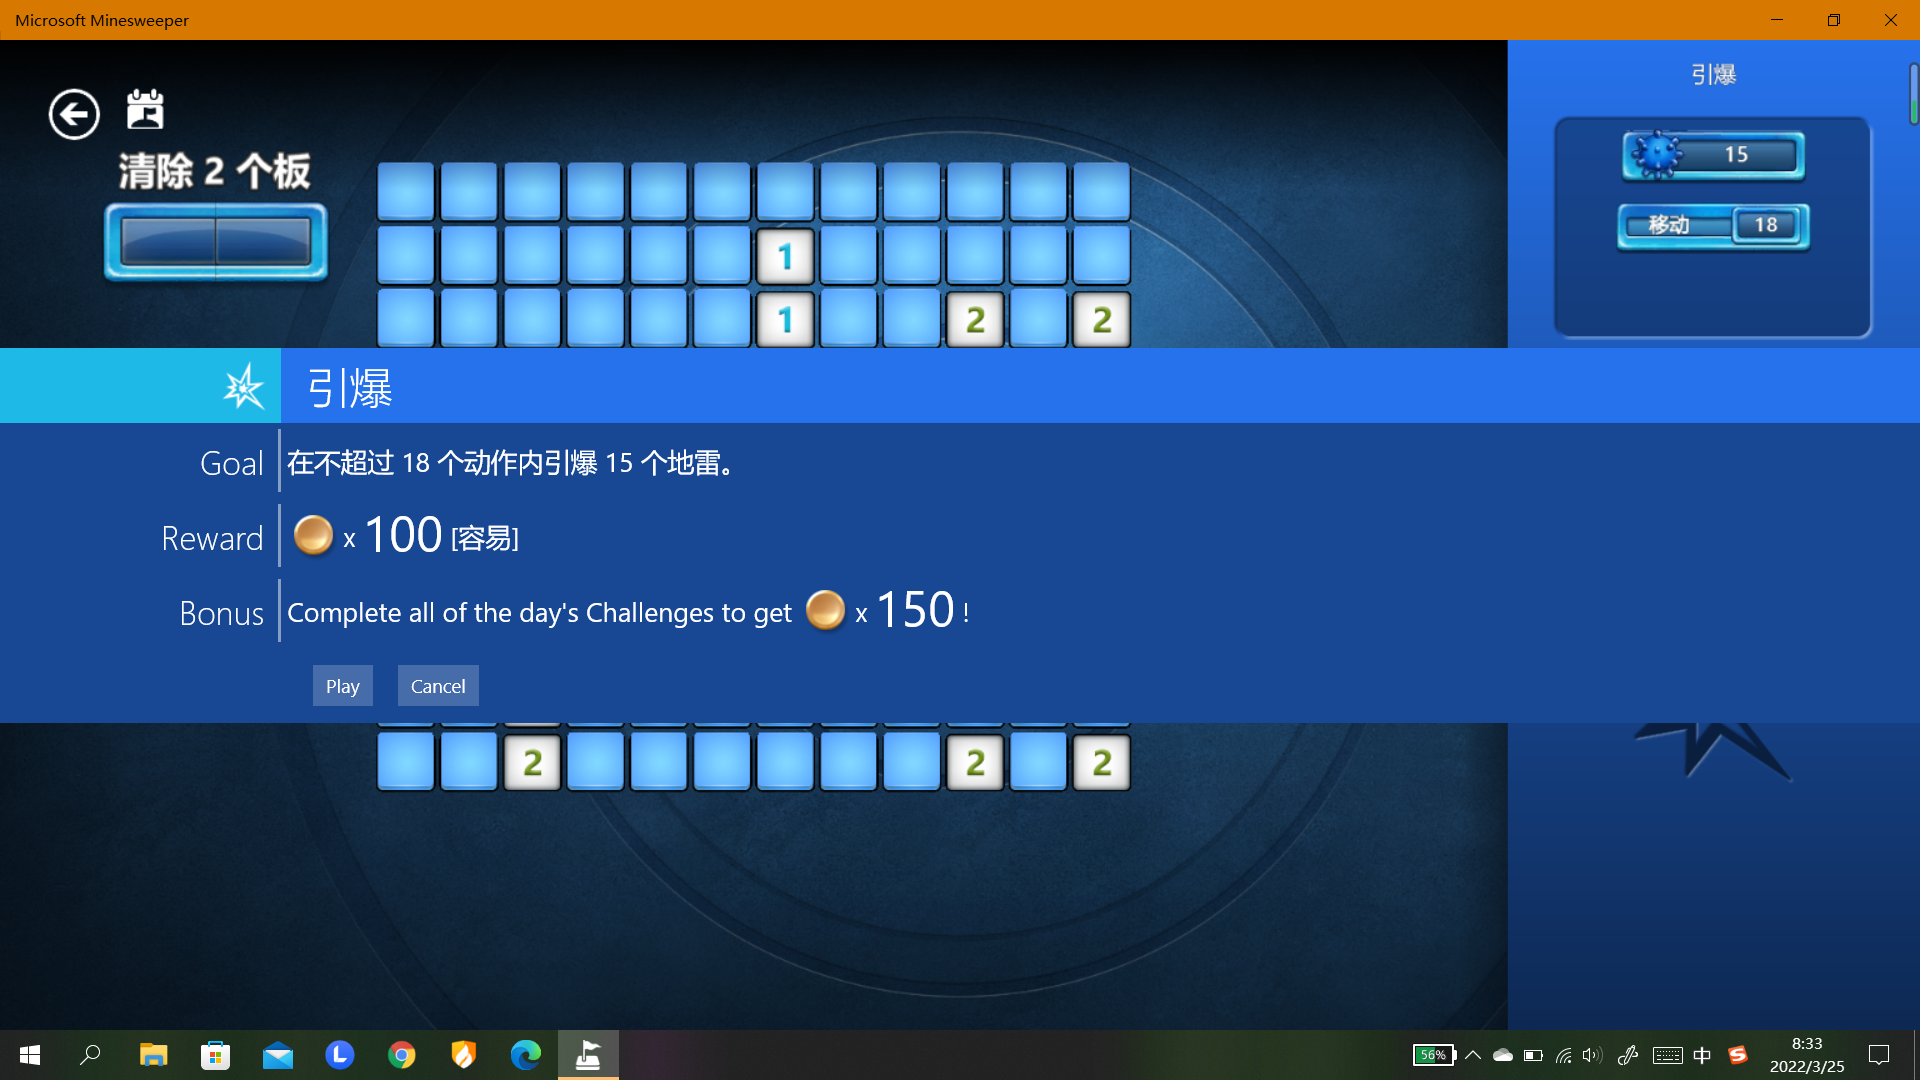 Microsoft Minesweeper
引爆
清除 2 个板
15
移动 18
1
1 2 2
引爆
Goal 在不超过 18 个动作内引爆 15 个地雷。
Reward x 100 [容易]
Bonus Complete all of the day's Challenges to get x 150 !
Play Cancel
2 2 2
56% 中 8:33
2022/3/25